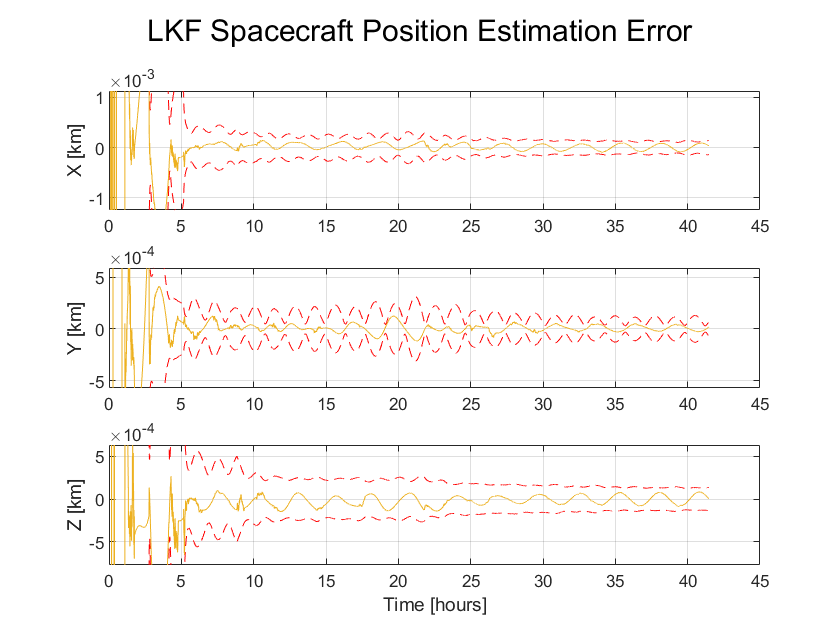 LKF Spacecraft Position Estimation Error
×10^-3
1
0
-1
X [km]
0 5 10 15 20 25 30 35 40 45
×10^-4
5
0
-5
Y [km]
0 5 10 15 20 25 30 35 40 45
×10^-4
5
0
-5
Z [km]
0 5 10 15 20 25 30 35 40 45
Time [hours]